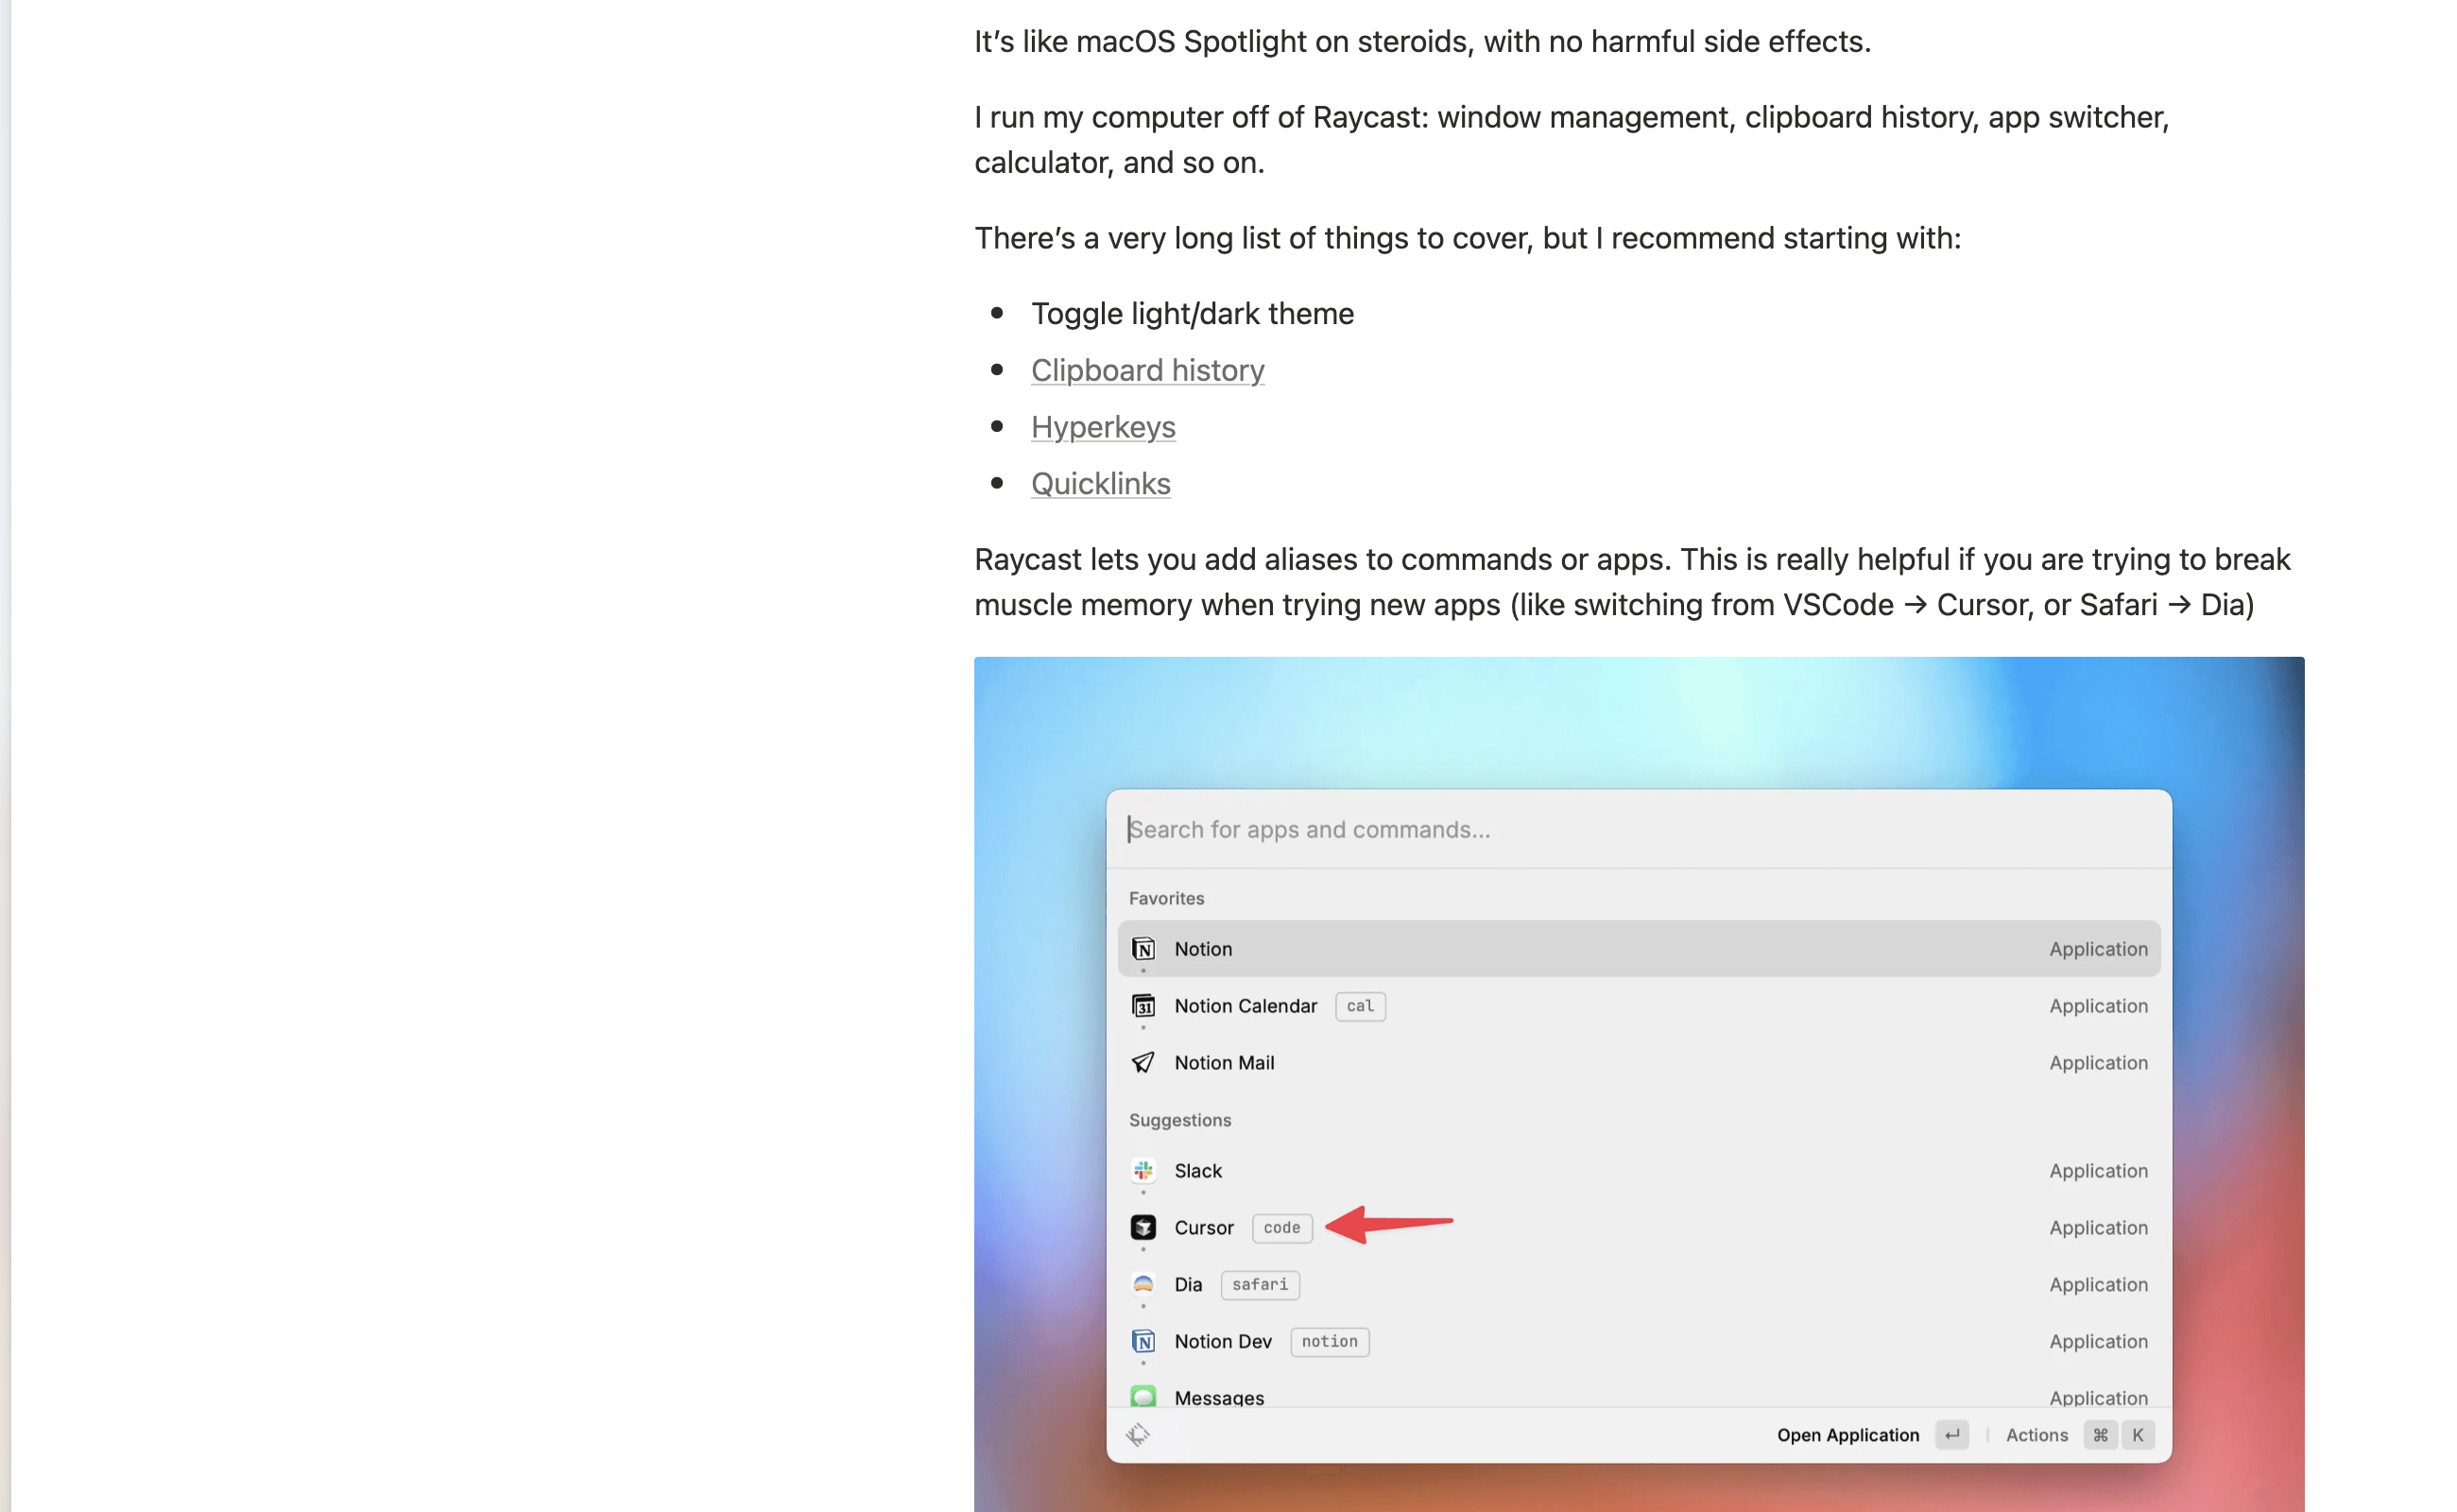 It’s like macOS Spotlight on steroids, with no harmful side effects.
I run my computer off of Raycast: window management, clipboard history, app switcher,
calculator, and so on.
There’s a very long list of things to cover, but I recommend starting with:
• Toggle light/dark theme
• Clipboard history
• Hyperkeys
• Quicklinks
Raycast lets you add aliases to commands or apps. This is really helpful if you are trying to break
muscle memory when trying new apps (like switching from VSCode → Cursor, or Safari → Dia)
Search for apps and commands...
Favorites
Notion Application
31 Notion Calendar cal Application
Notion Mail Application
Suggestions
Slack Application
Cursor code Application
Dia safari Application
Notion Dev notion Application
Messages Application
Open Application ↵ Actions ⌘ K